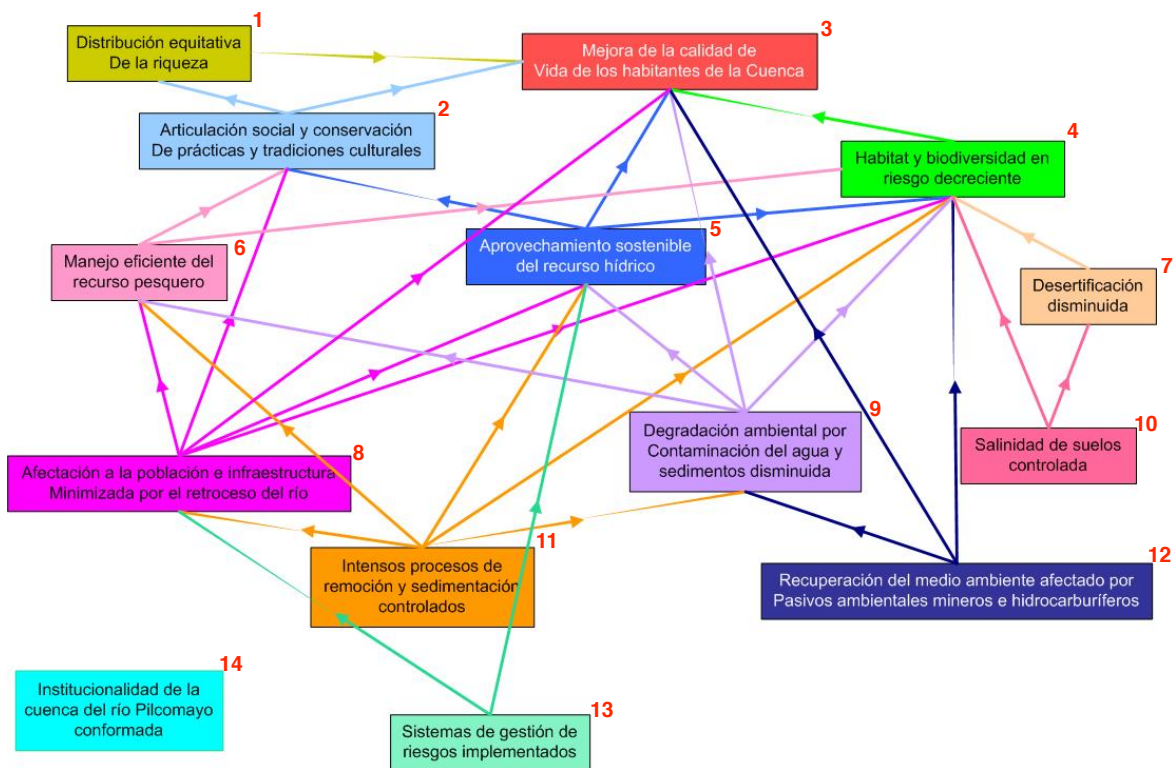 1
Distribución equitativa
De la riqueza
3
Mejora de la calidad de
Vida de los habitantes de la Cuenca
2
Articulación social y conservación
De prácticas y tradiciones culturales
4
Habitat y biodiversidad en
riesgo decreciente
6
Manejo eficiente del
recurso pesquero
5
Aprovechamiento sostenible
del recurso hídrico
7
Desertificación
disminuida
8
Afectación a la población e infraestructura
Minimizada por el retroceso del río
9
Degradación ambiental por
Contaminación del agua y
sedimentos disminuida
10
Salinidad de suelos
controlada
11
Intensos procesos de
remoción y sedimentación
controlados
12
Recuperación del medio ambiente afectado por
Pasivos ambientales mineros e hidrocarburíferos
14
Institucionalidad de la
cuenca del río Pilcomayo
conformada
13
Sistemas de gestión de
riesgos implementados